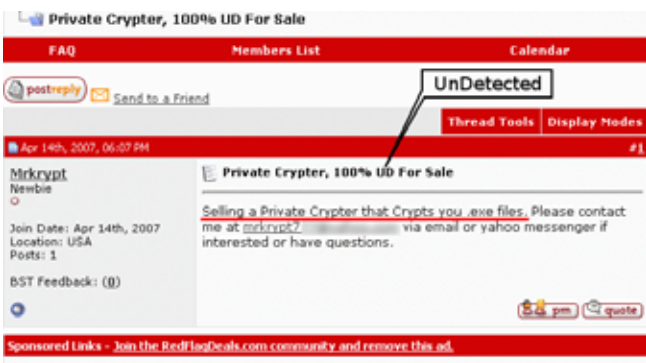 Private Crypter, 100% UD For Sale
FAQ Members List Calendar
postreply Send to a Friend
UnDetected
Thread Tools Display Modes
Apr 14th, 2007, 06:07 PM #1
Mrkrypt
Newbie
Private Crypter, 100% UD For Sale
Join Date: Apr 14th, 2007
Location: USA
Posts: 1
BST Feedback: (0)
Selling a Private Crypter that Crypts you .exe files. Please contact
me at mrkrypt7 via email or yahoo messenger if
interested or have questions.
pm quote
Sponsored Links - Join the RedFlagDeals.com community and remove this ad.